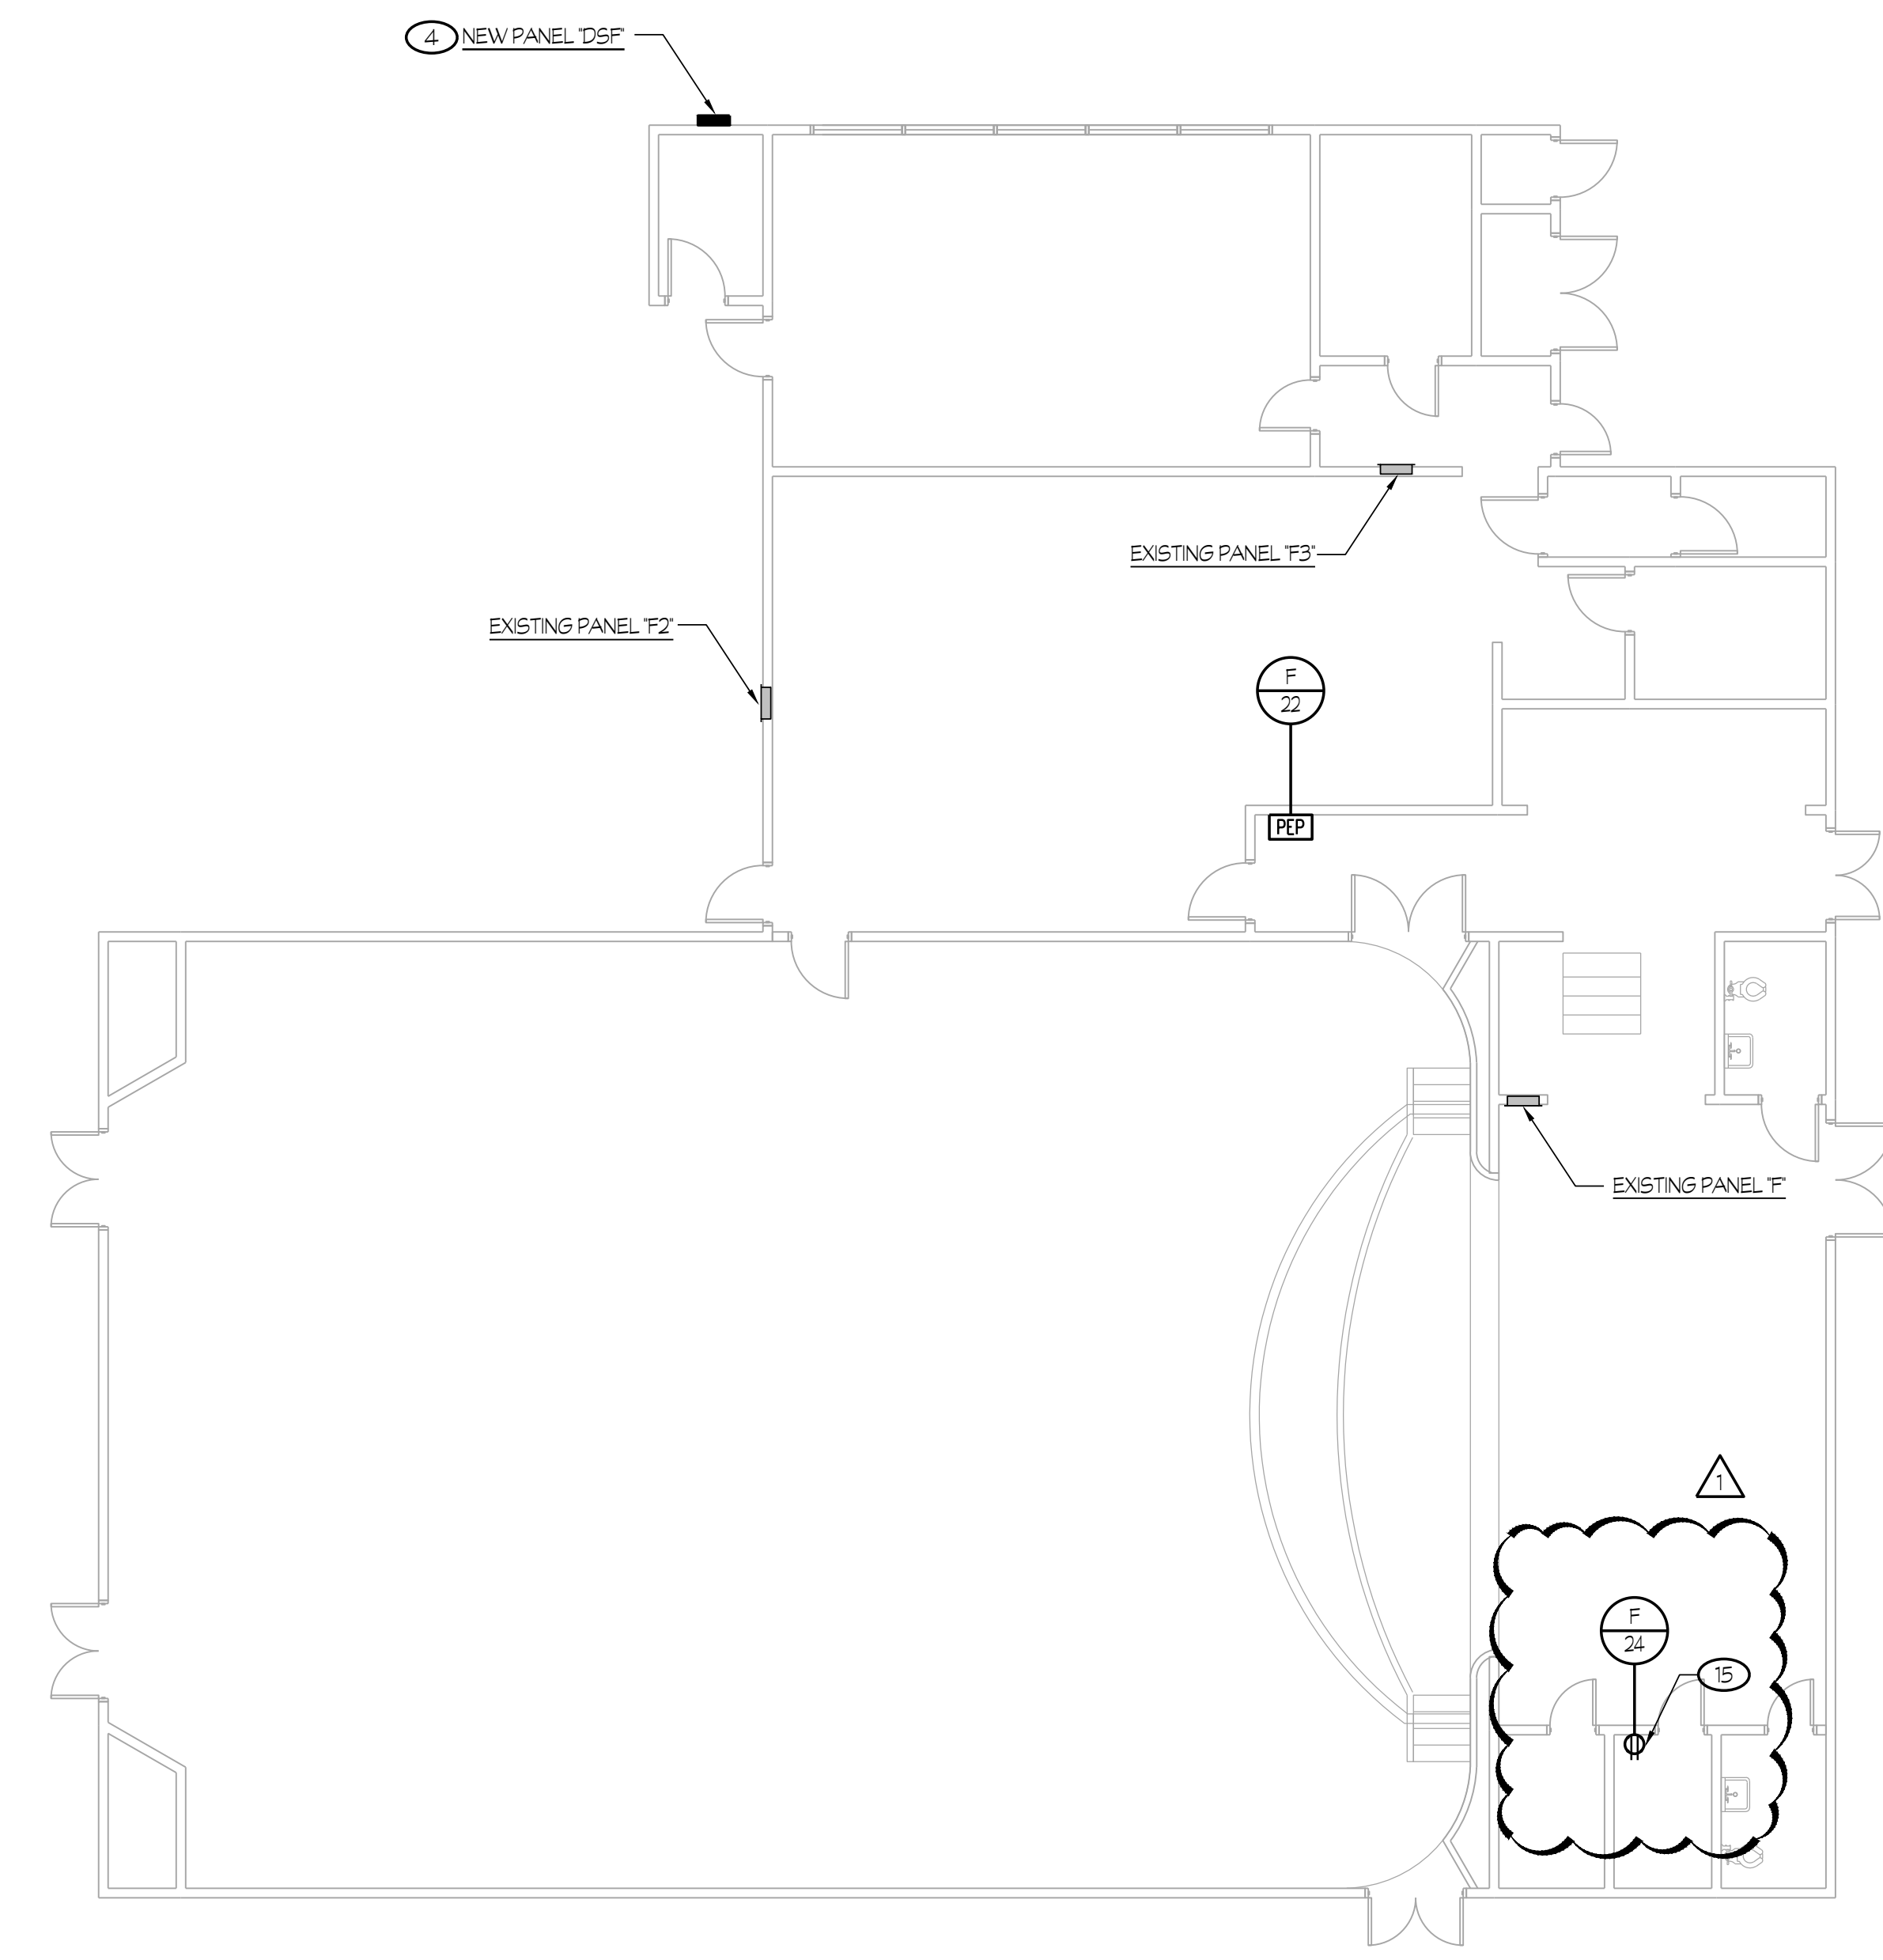 4 NEW PANEL "DSF"
EXISTING PANEL "F3"
EXISTING PANEL "F2"
F
22
PEP
EXISTING PANEL "F"
1
F
24
15